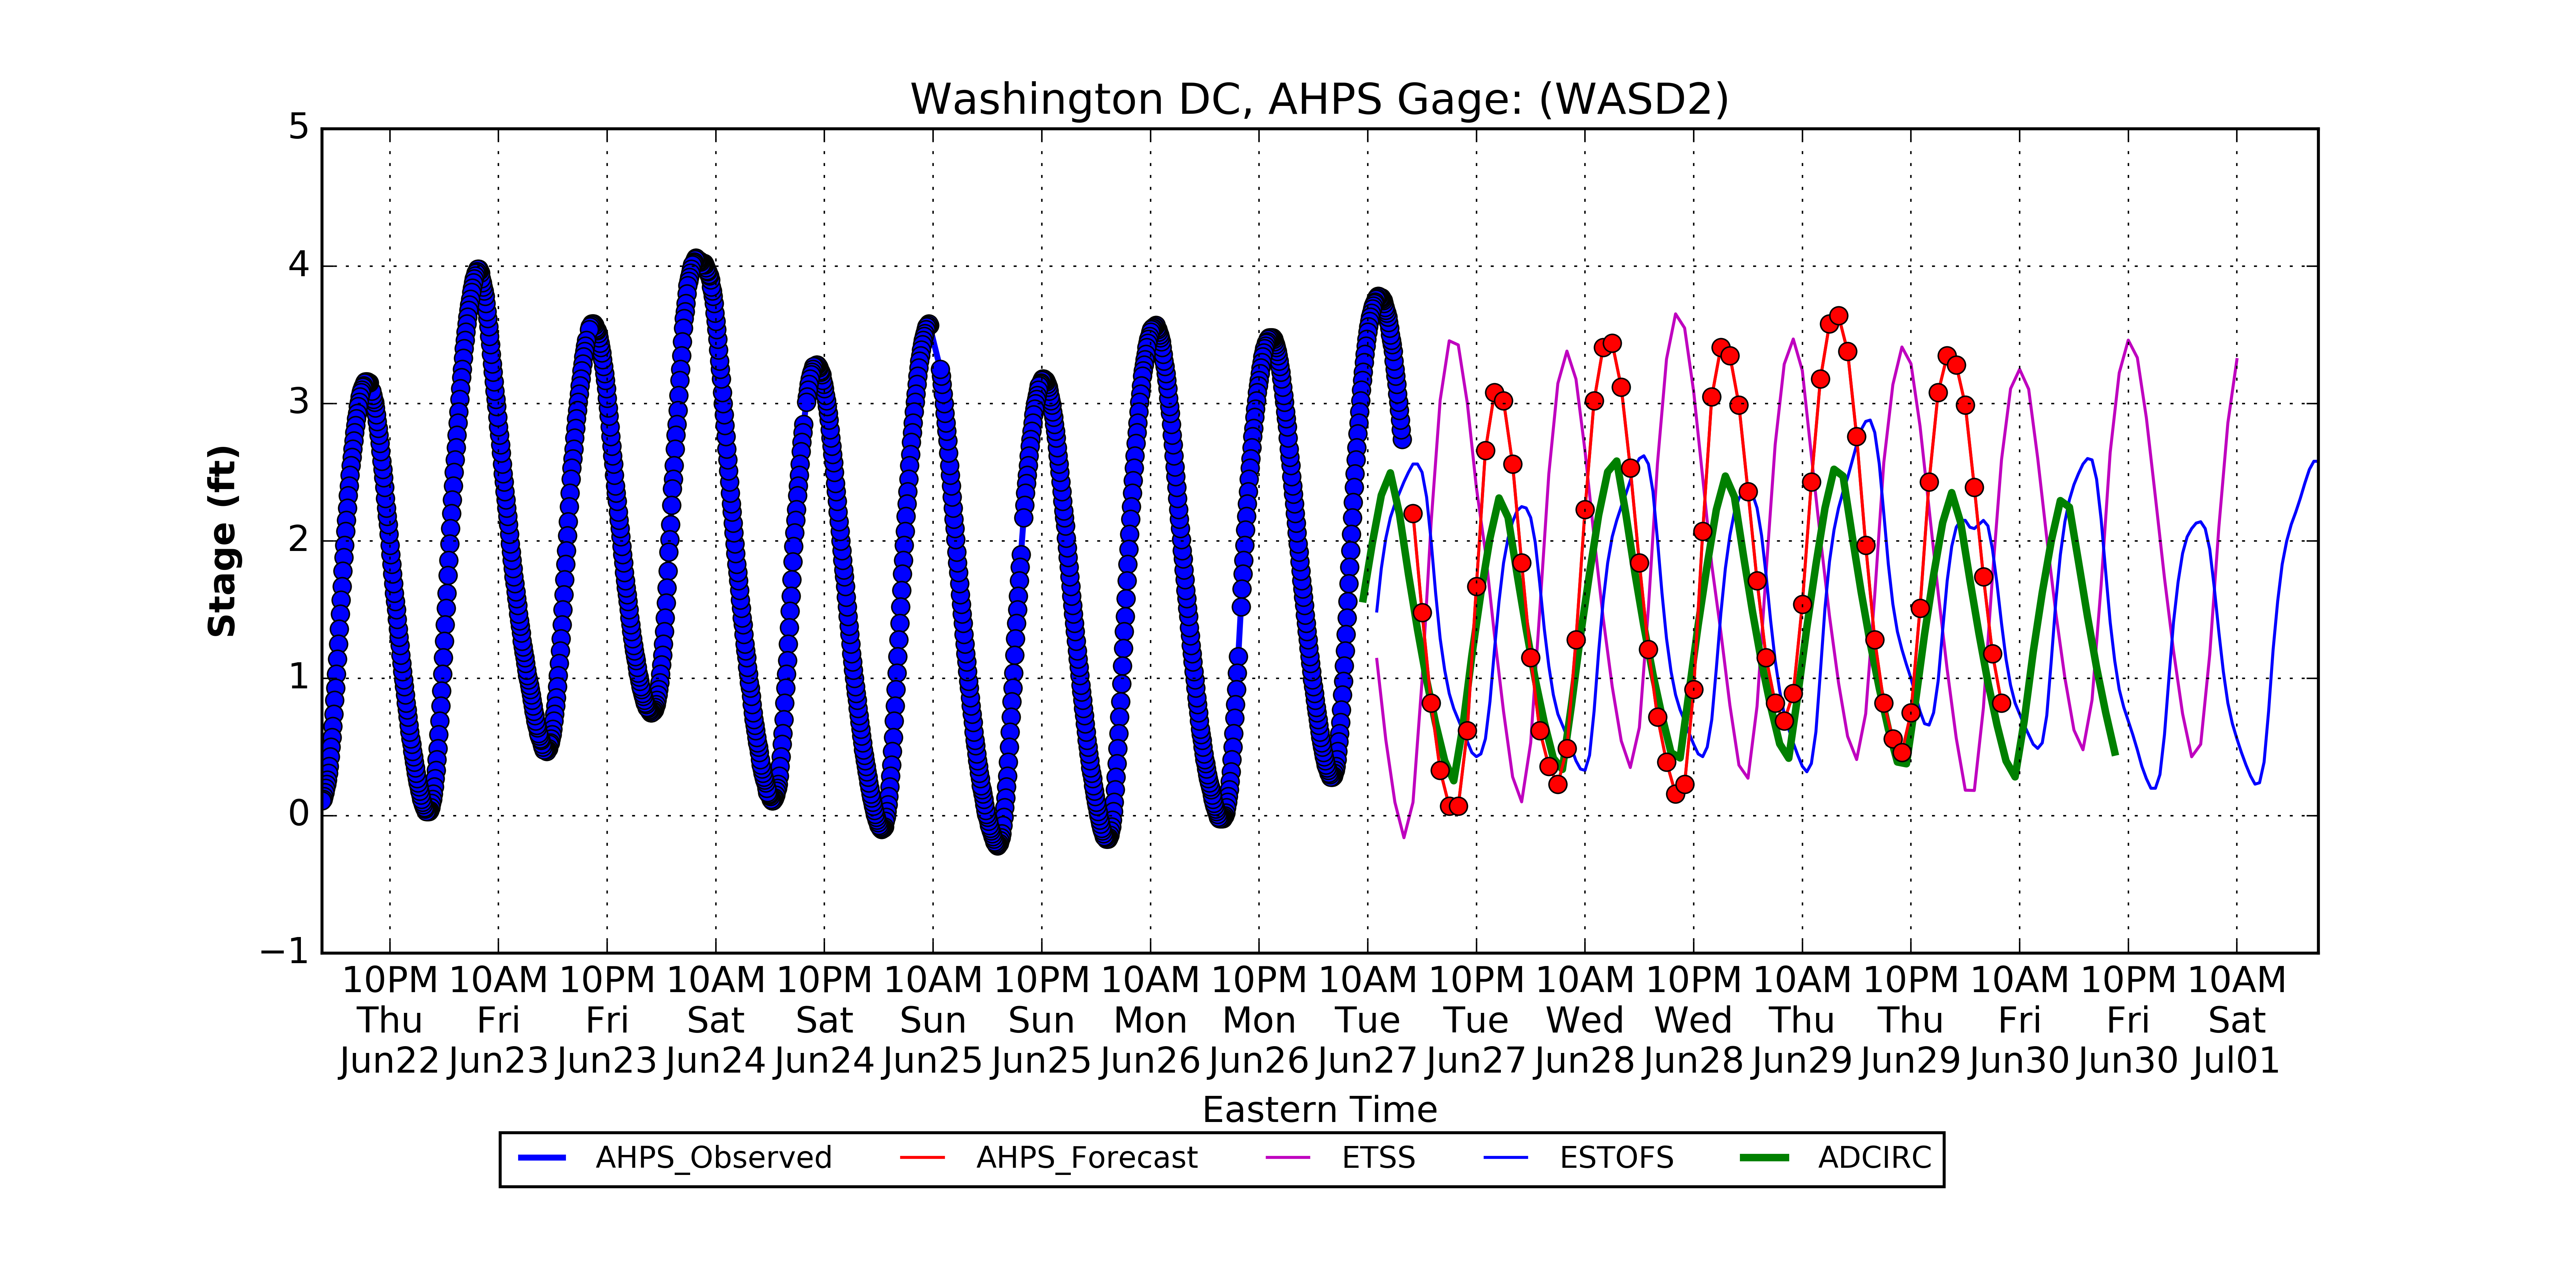 Washington DC, AHPS Gage: (WASD2)
5
4
3
2
1
0
−1
Stage (ft)
10PM 10AM 10PM 10AM 10PM 10AM 10PM 10AM 10PM 10AM 10PM 10AM 10PM 10AM 10PM 10AM 10PM 10AM
Thu Fri Fri Sat Sat Sun Sun Mon Mon Tue Tue Wed Wed Thu Thu Fri Fri Sat
Jun22 Jun23 Jun23 Jun24 Jun24 Jun25 Jun25 Jun26 Jun26 Jun27 Jun27 Jun28 Jun28 Jun29 Jun29 Jun30 Jun30 Jul01
Eastern Time
AHPS_Observed AHPS_Forecast ETSS ESTOFS ADCIRC